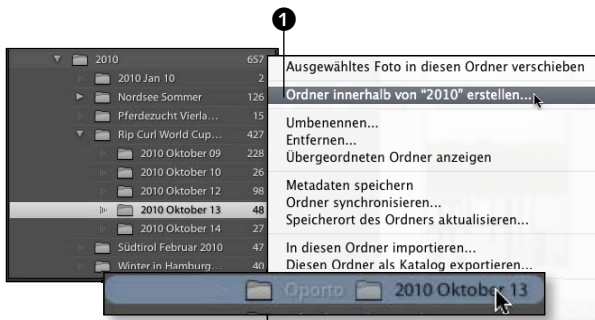 1
2010 657
2010 Jan 10 2
Nordsee Sommer 126
Pferdezucht Vierla... 15
Rip Curl World Cup... 427
2010 Oktober 09 228
2010 Oktober 10 26
2010 Oktober 12 98
2010 Oktober 13 48
2010 Oktober 14 27
Südtirol Februar 2010 47
Winter in Hamburg... 40
Ausgewähltes Foto in diesen Ordner verschieben
Ordner innerhalb von "2010" erstellen...
Umbenennen...
Entfernen...
Übergeordneten Ordner anzeigen
Metadaten speichern
Ordner synchronisieren...
Speicherort des Ordners aktualisieren...
In diesen Ordner importieren...
Diesen Ordner als Katalog exportieren...
Oporto 2010 Oktober 13